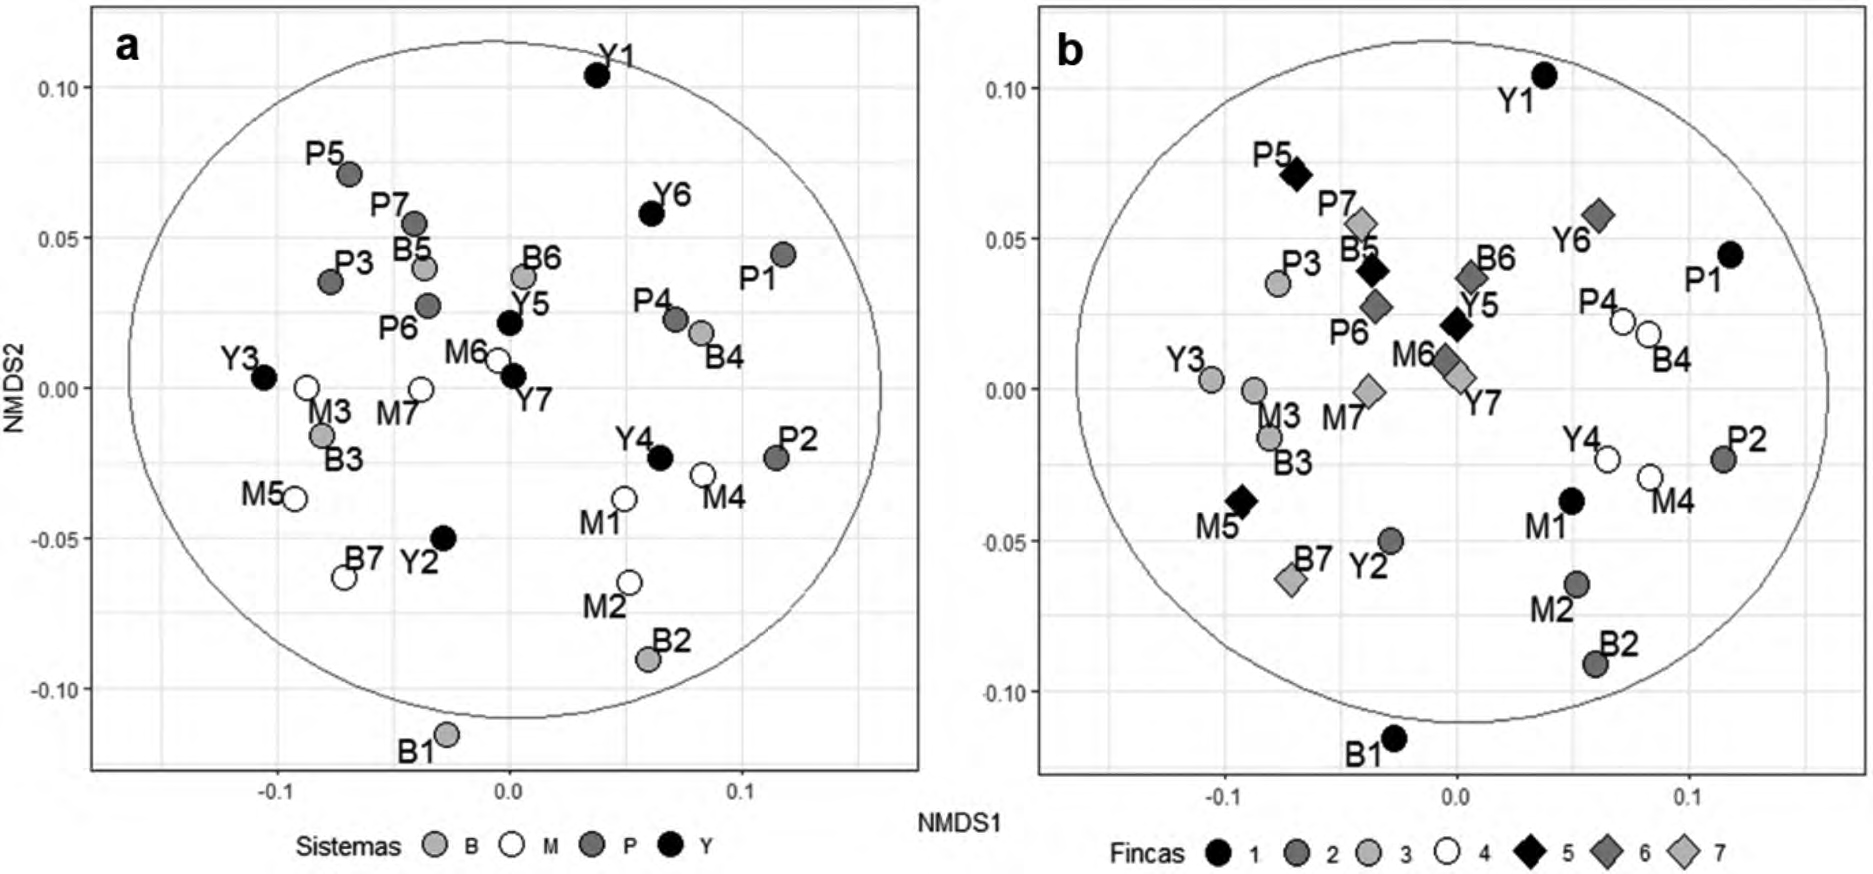 a
Y1
0.10
P5
P7
Y6
B5
B6
0.05
P3
P1
Y5
P4
P6
M6
B4
Y3
0.00
Y7
M3
M7
Y4
P2
B3
M5
M4
M1
-0.05
B7
Y2
M2
B2
-0.10
B1
-0.1
0.0
0.1
NMDS2
Sistemas B M P Y
NMDS1
b
0.10
Y1
P5
P7
Y6
B5
B6
0.05
P3
P1
Y5
P4
P6
M6
B4
Y3
0.00
Y7
M3
M7
Y4
P2
B3
M5
M4
M1
-0.05
B7
Y2
M2
B2
-0.10
B1
-0.1
0.0
0.1
Fincas 1 2 3 4 5 6 7